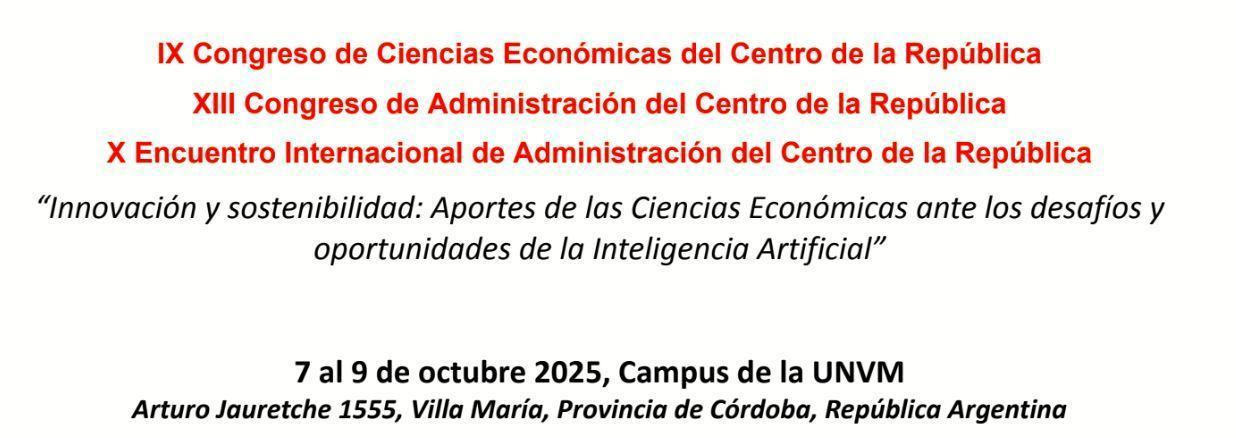 IX Congreso de Ciencias Económicas del Centro de la República
XIII Congreso de Administración del Centro de la República
X Encuentro Internacional de Administración del Centro de la República
“Innovación y sostenibilidad: Aportes de las Ciencias Económicas ante los desafíos y
oportunidades de la Inteligencia Artificial”
7 al 9 de octubre 2025, Campus de la UNVM
Arturo Jauretche 1555, Villa María, Provincia de Córdoba, República Argentina